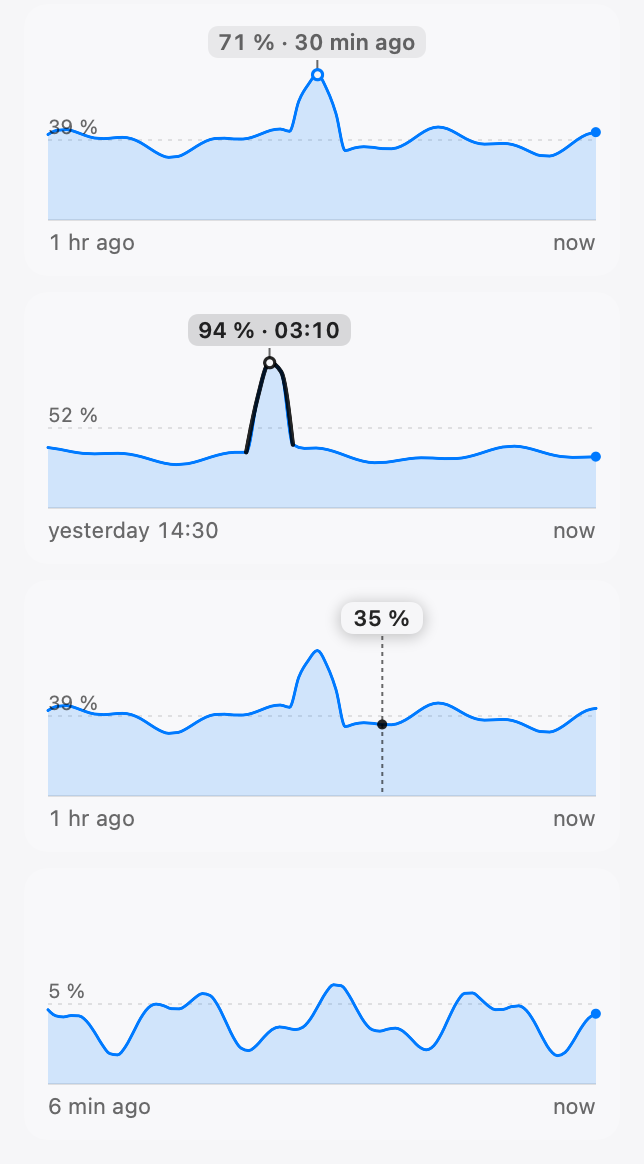 71 % · 30 min ago
39 %
1 hr ago now
94 % · 03:10
52 %
yesterday 14:30 now
35 %
39 %
1 hr ago now
5 %
6 min ago now